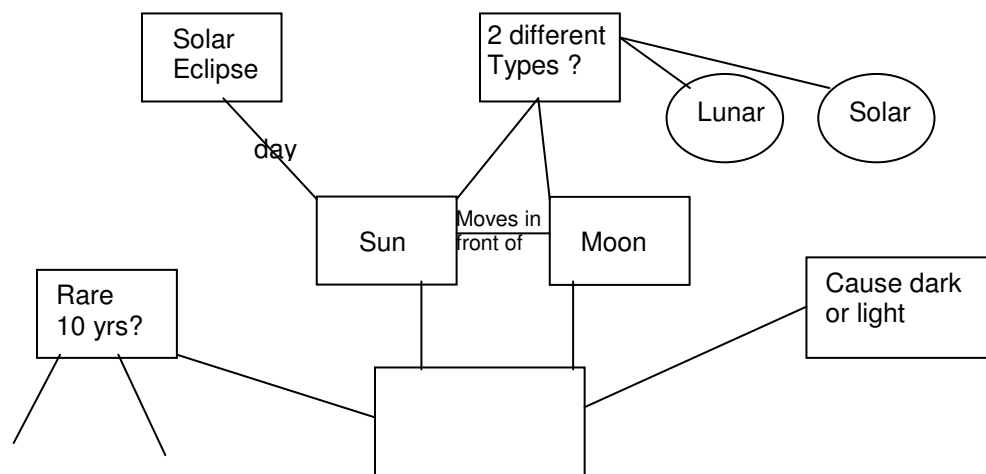 Solar
Eclipse
2 different
Types ?
Lunar
Solar
day
Sun
Moves in
front of
Moon
Rare
10 yrs?
Cause dark
or light